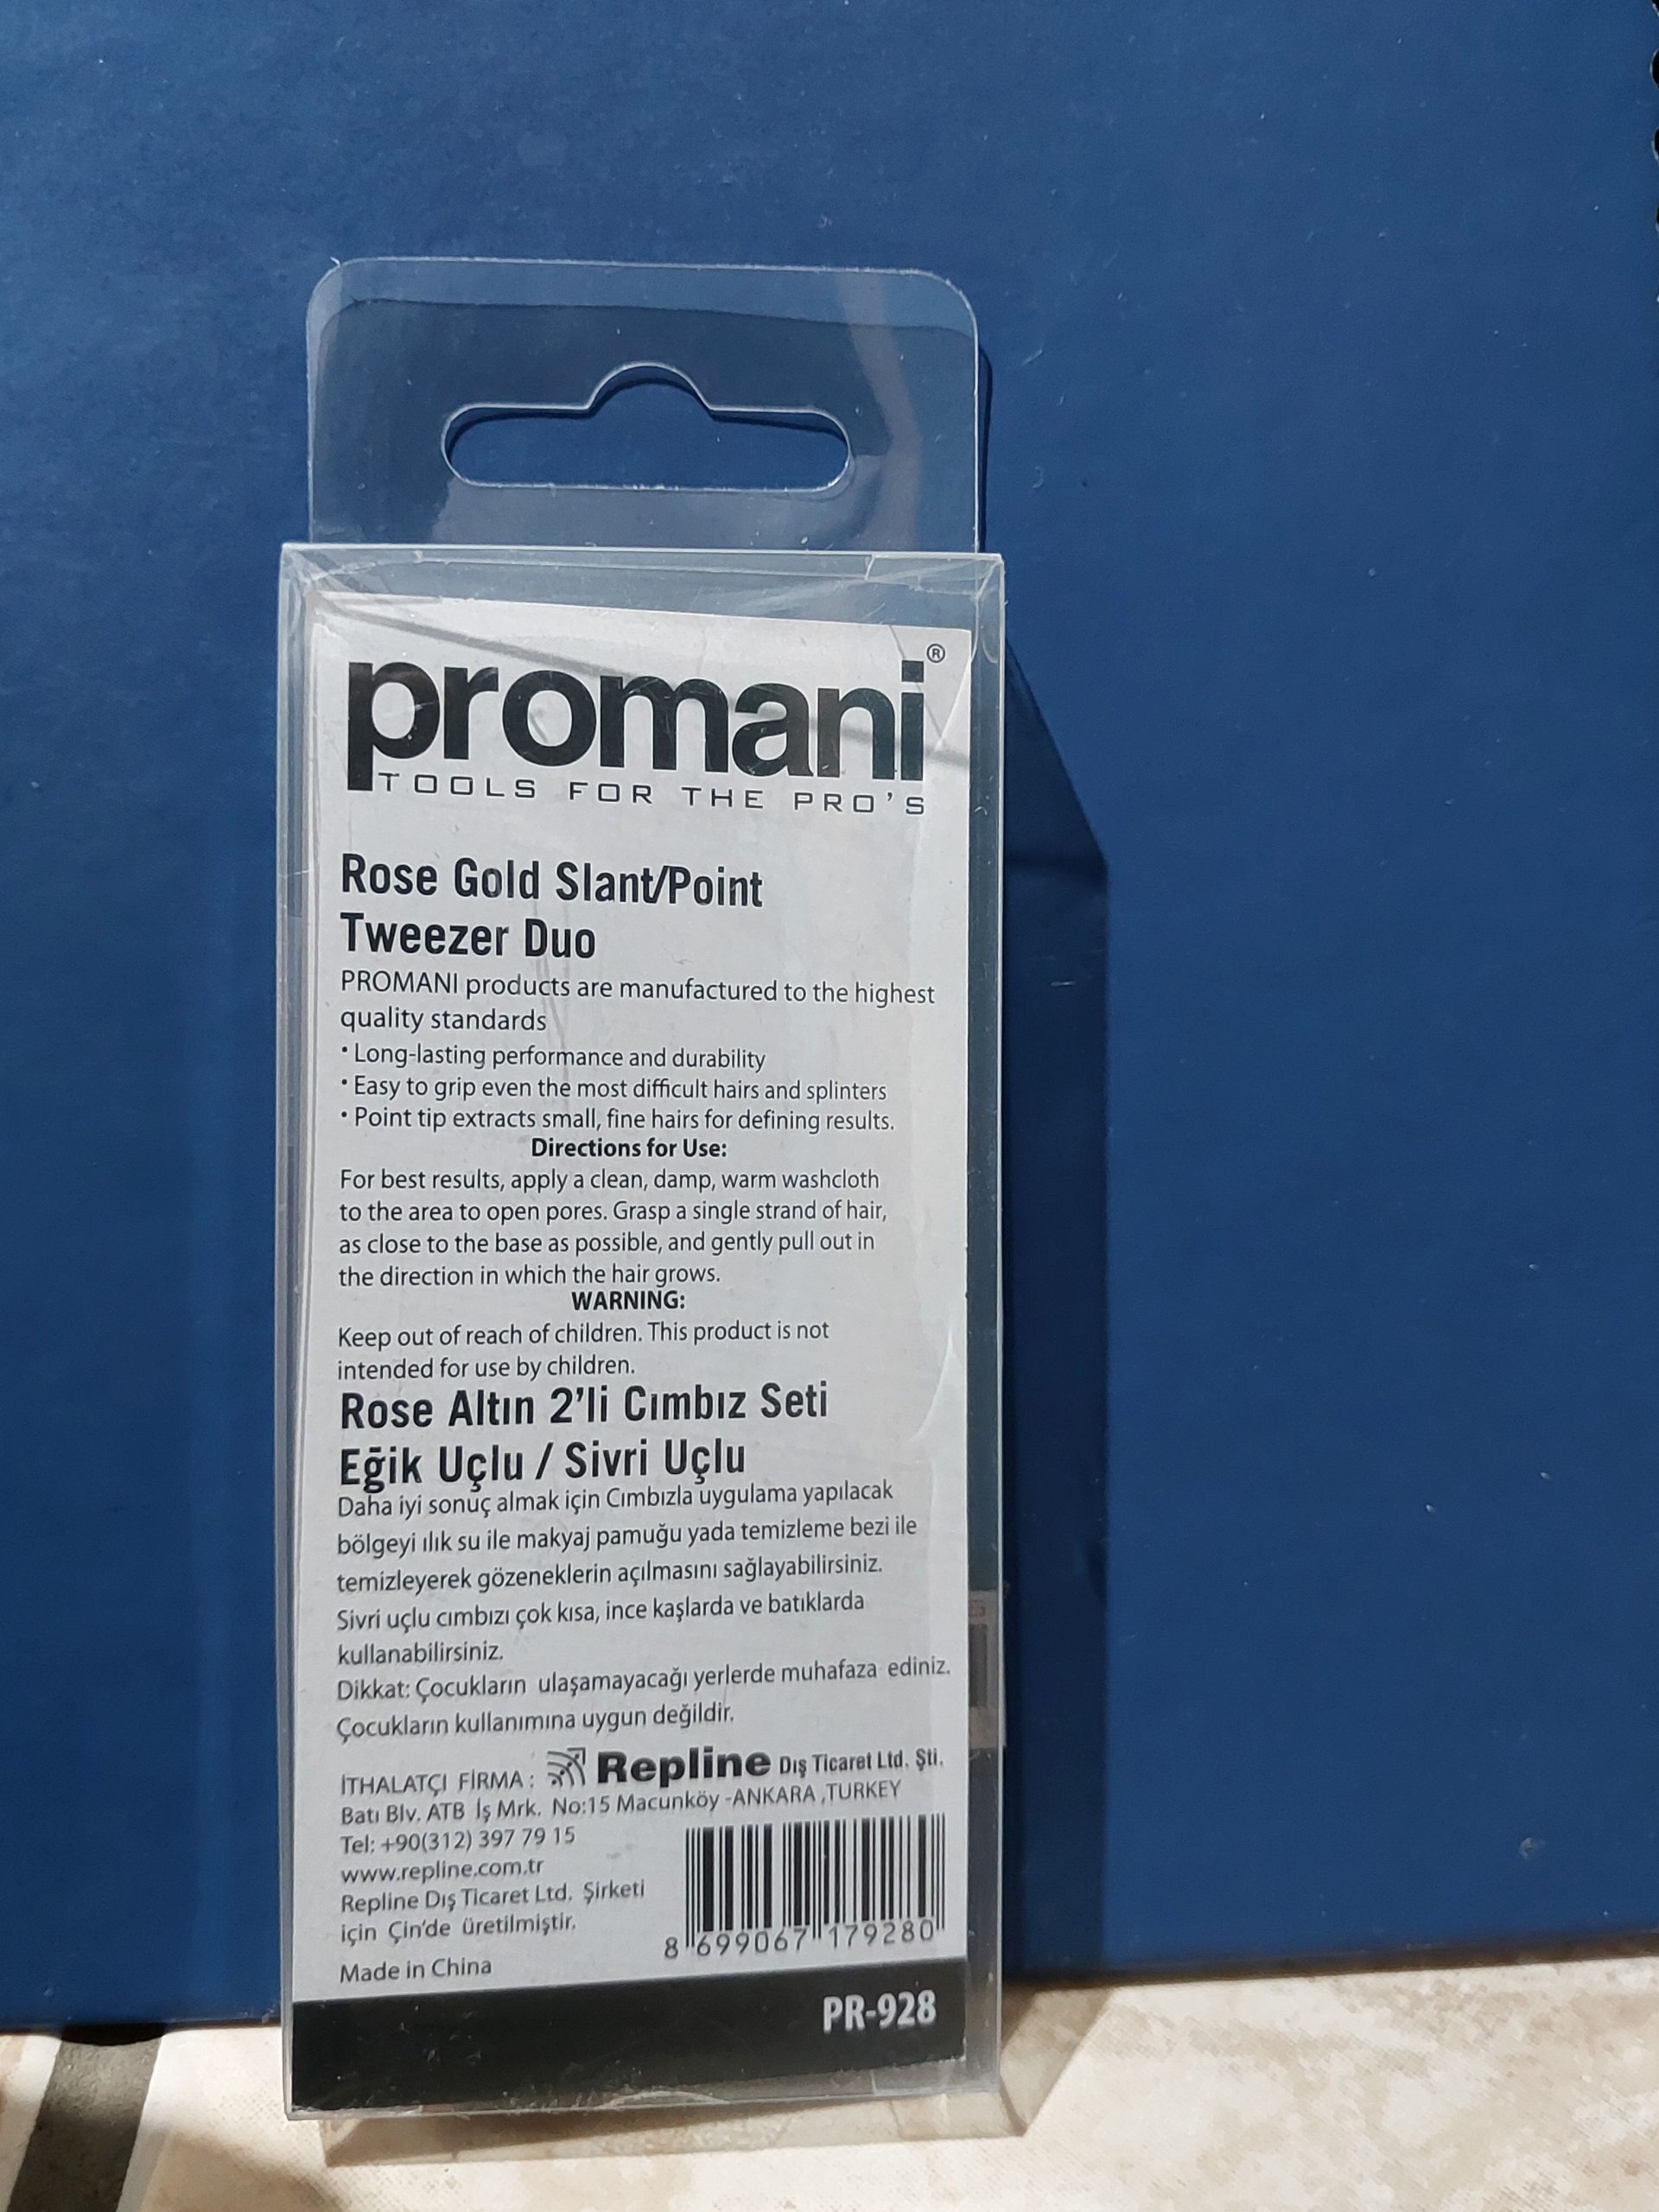 promani®
TOOLS FOR THE PRO'S
Rose Gold Slant/Point
Tweezer Duo
PROMANI products are manufactured to the highest
quality standards
• Long-lasting performance and durability
• Easy to grip even the most difficult hairs and splinters
• Point tip extracts small, fine hairs for defining results.
Directions for Use:
For best results, apply a clean, damp, warm washcloth
to the area to open pores. Grasp a single strand of hair,
as close to the base as possible, and gently pull out in
the direction in which the hair grows.
WARNING:
Keep out of reach of children. This product is not
intended for use by children.
Rose Altın 2'li Cımbız Seti
Eğik Uçlu / Sivri Uçlu
Daha iyi sonuç almak için Cımbızla uygulama yapılacak
bölgeyi ılık su ile makyaj pamuğu yada temizleme bezi ile
temizleyerek gözeneklerin açılmasını sağlayabilirsiniz.
Sivri uçlu cımbızı çok kısa, ince kaşlarda ve batıklarda
kullanabilirsiniz.
Dikkat: Çocukların ulaşamayacağı yerlerde muhafaza ediniz.
Çocukların kullanımına uygun değildir.
İTHALATÇI FİRMA : Repline Dış Ticaret Ltd. Şti.
Batı Blv. ATB İş Mrk. No:15 Macunköy -ANKARA ,TURKEY
Tel: +90(312) 397 79 15
www.repline.com.tr
Repline Dış Ticaret Ltd. Şirketi
için Çin'de üretilmiştir.
Made in China
8 699067 179280
PR-928